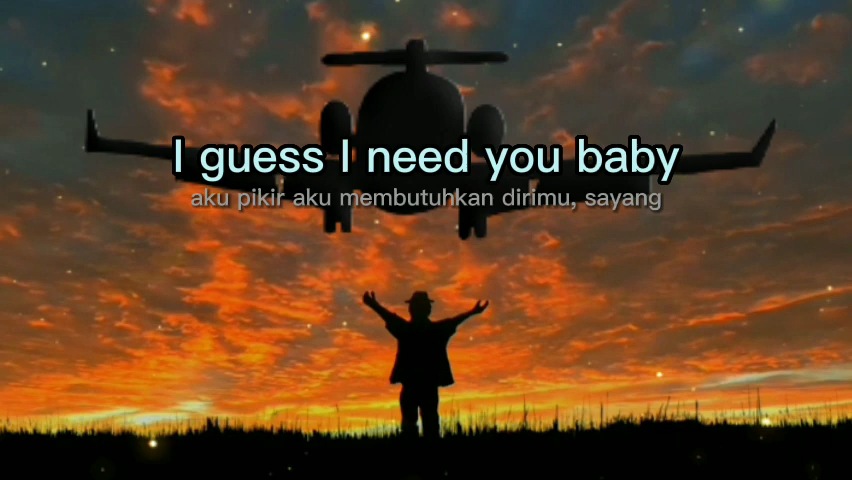 I guess I need you baby
aku pikir aku membutuhkan dirimu, sayang